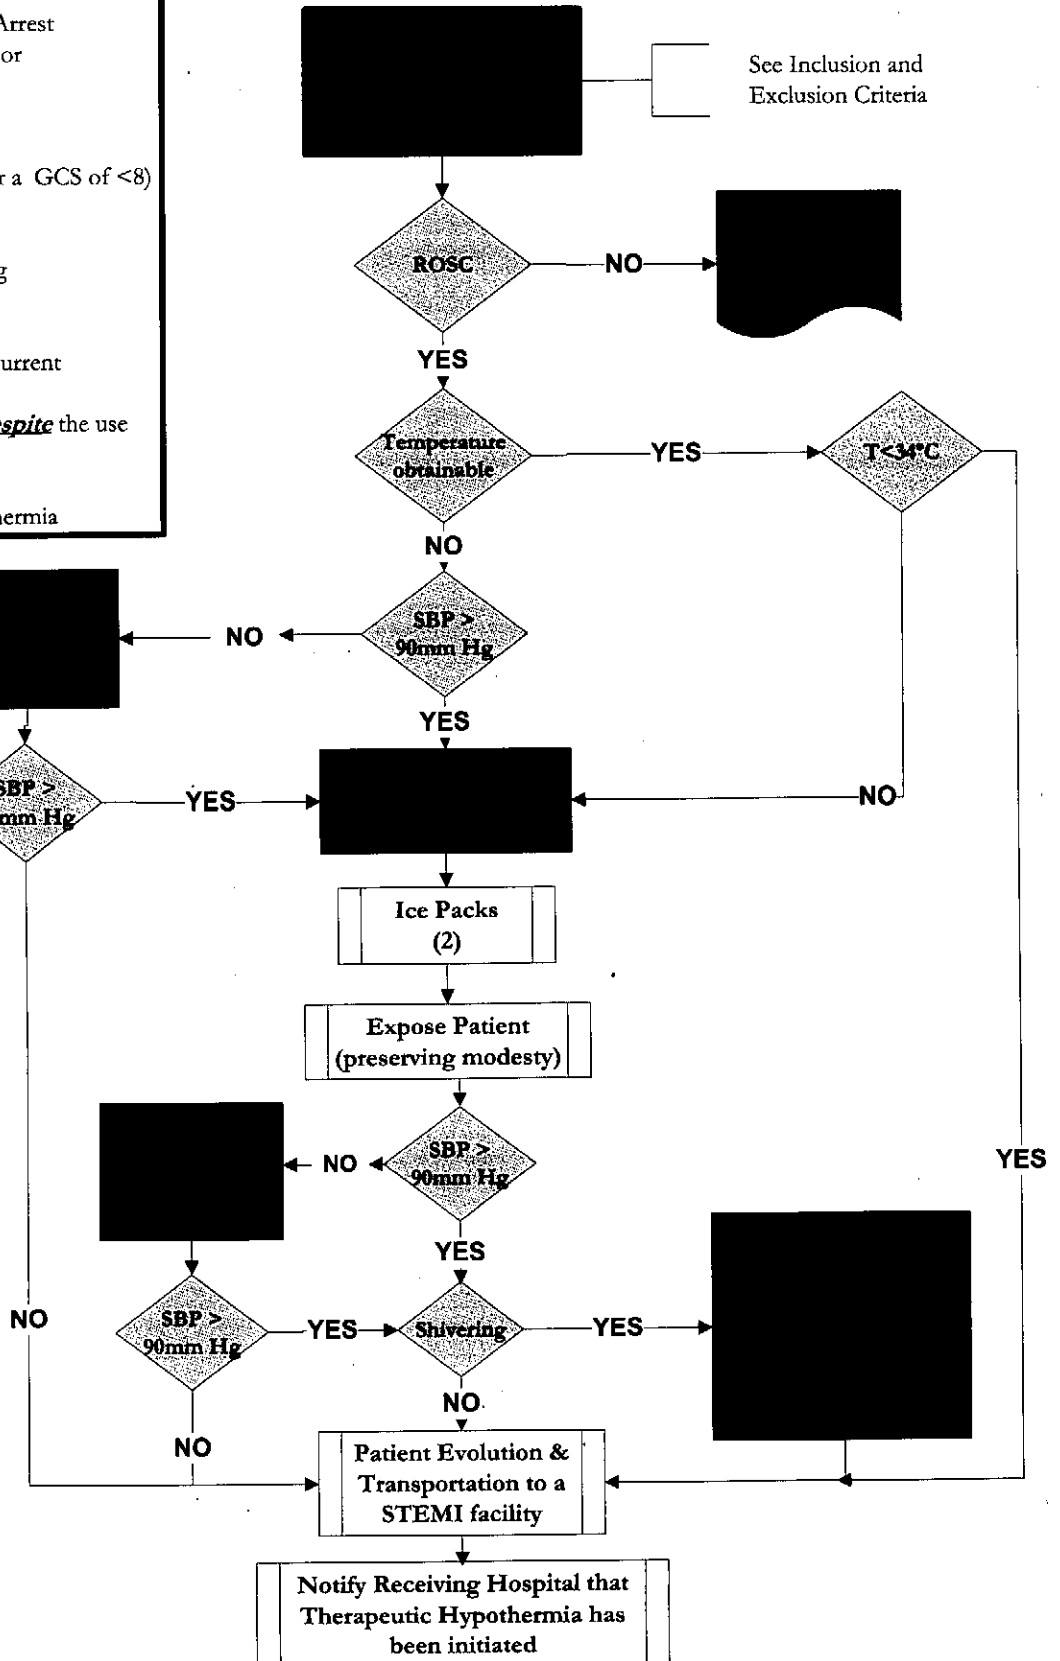 Arrest
or
a GCS of <8)
the use
See Inclusion and
Exclusion Criteria
ROSC
NO
YES
Temperature
obtainable
YES
T<34°C
NO
SBP >
90mm Hg
NO
YES
SBP >
mm Hg
YES
NO
Ice Packs
(2)
Expose Patient
(preserving modesty)
SBP >
90mm Hg
NO
YES
YES
NO
SBP >
90mm Hg
YES
Shivering
YES
NO
NO
Patient Evolution &
Transportation to a
STEMI facility
Notify Receiving Hospital that
Therapeutic Hypothermia has
been initiated